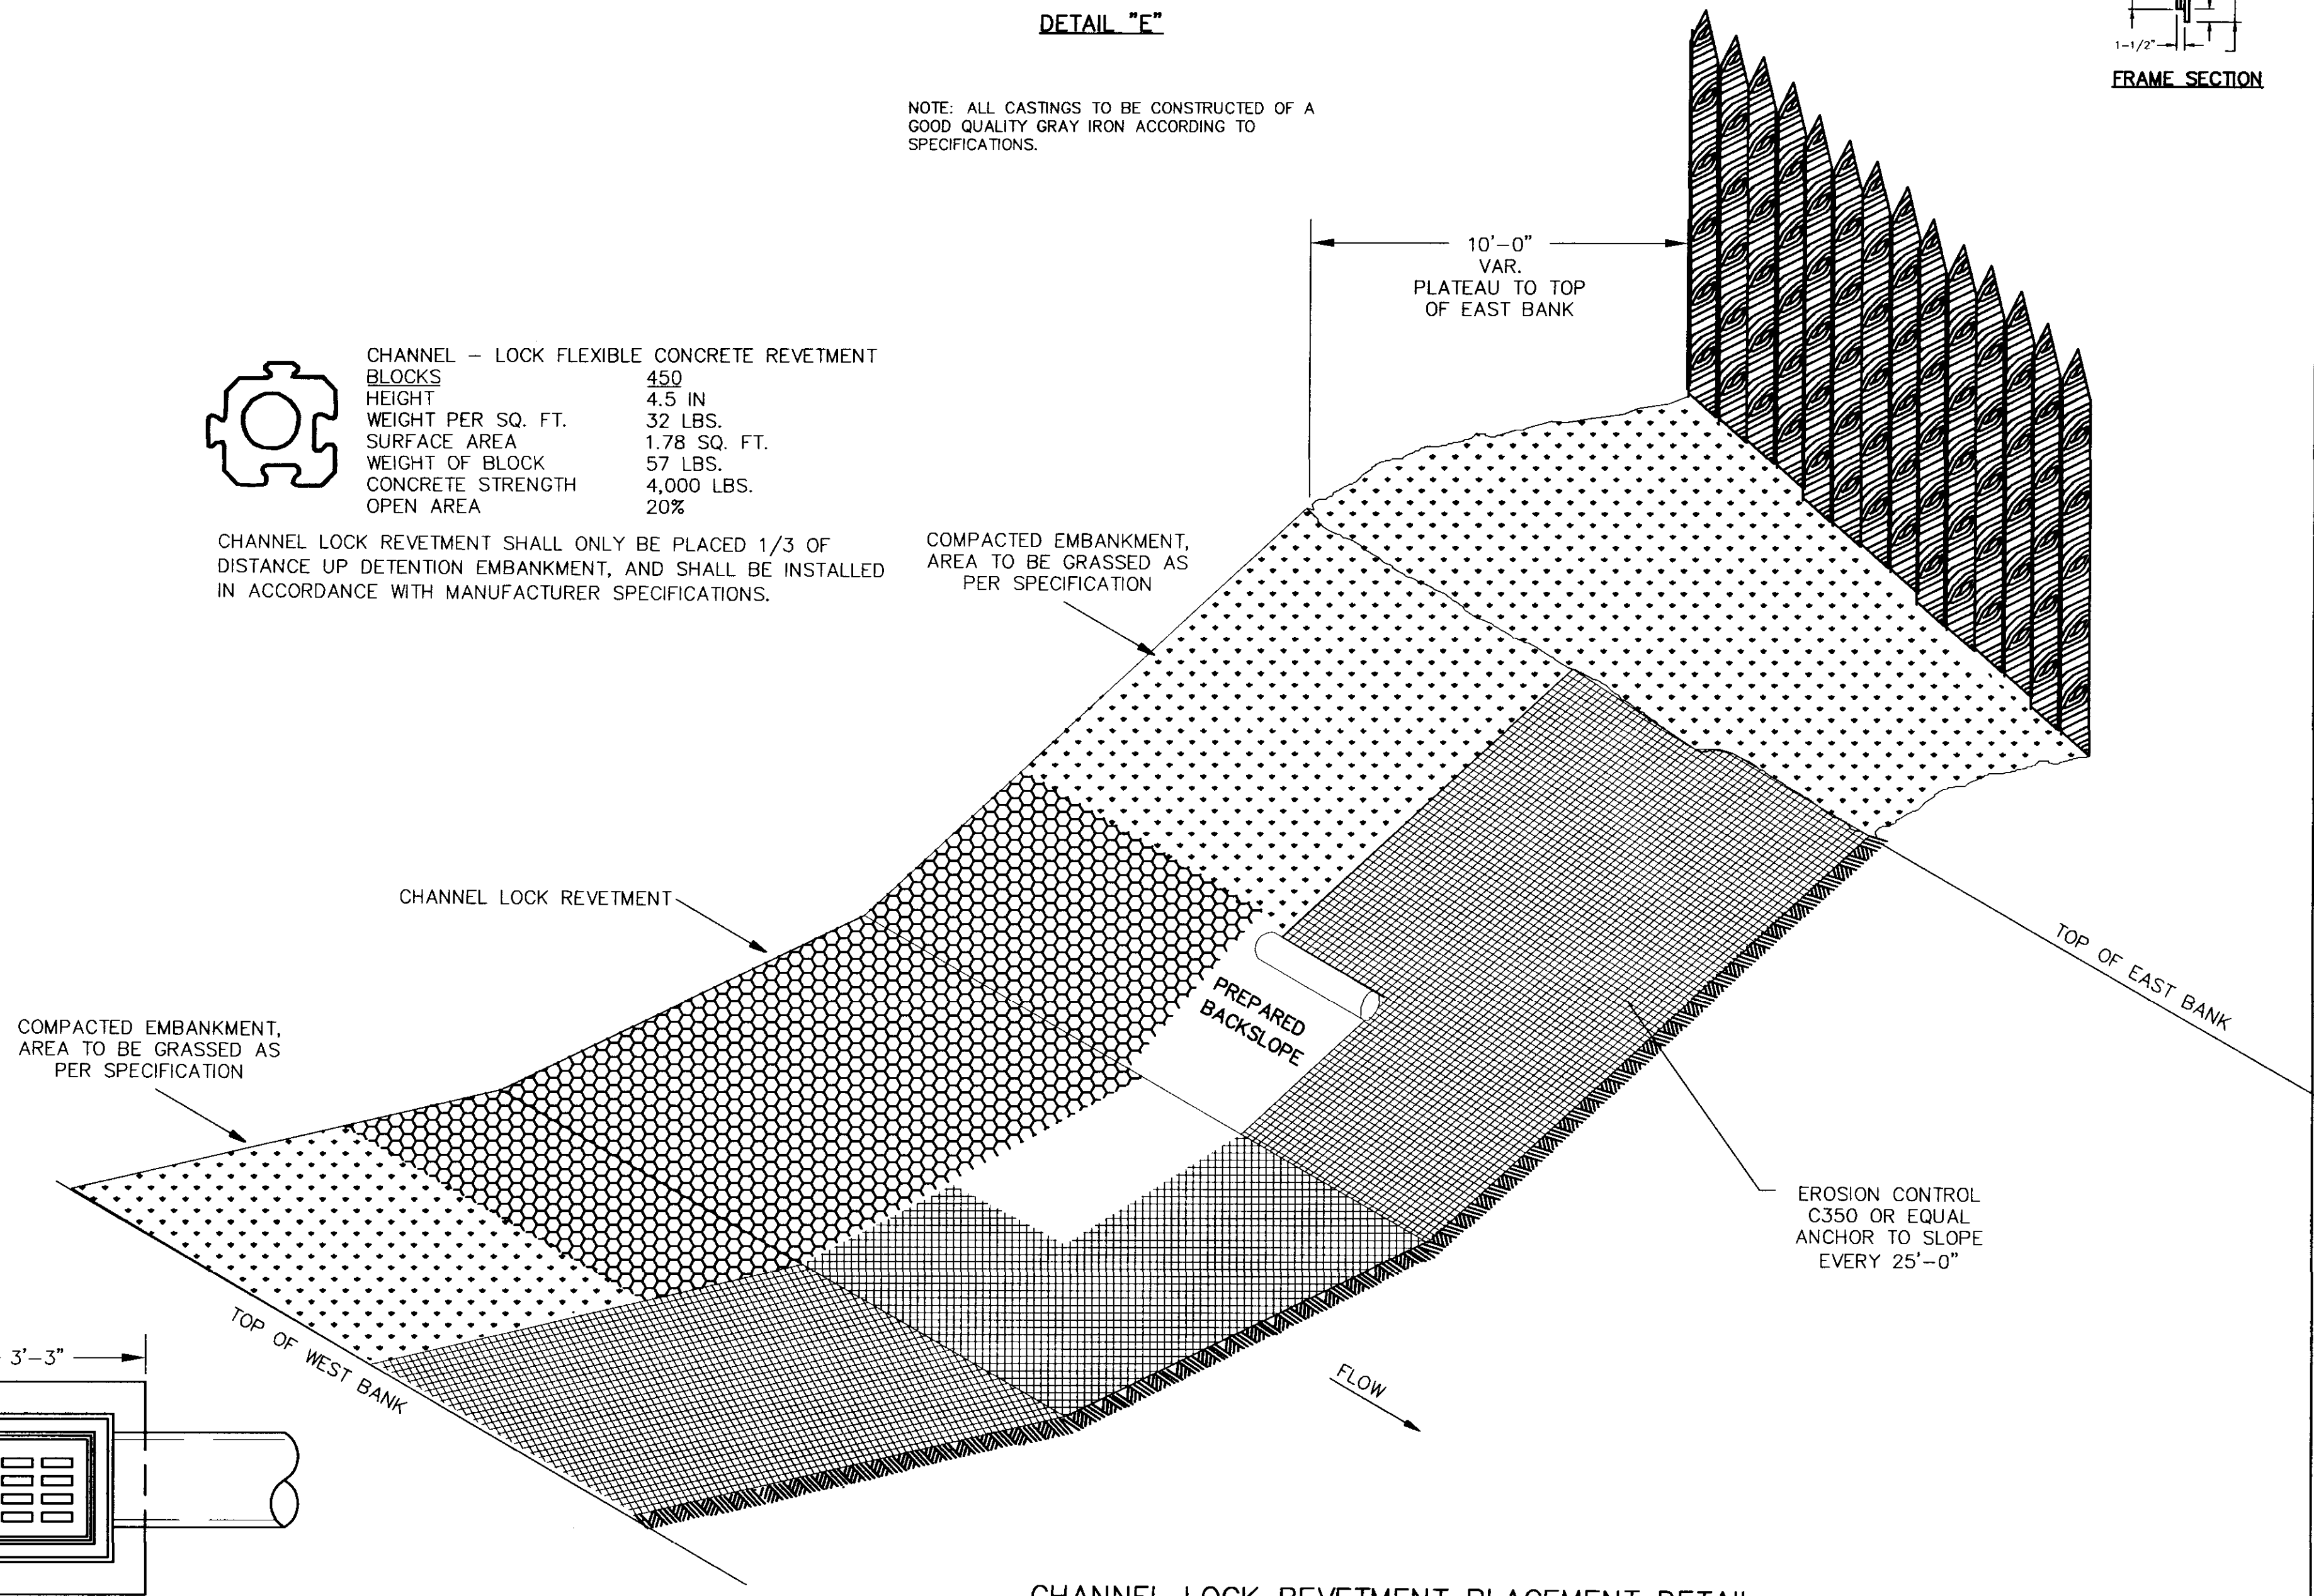 DETAIL "E"
1-1/2"
FRAME SECTION
NOTE: ALL CASTINGS TO BE CONSTRUCTED OF A
GOOD QUALITY GRAY IRON ACCORDING TO
SPECIFICATIONS.
10'-0"
VAR.
PLATEAU TO TOP
OF EAST BANK
CHANNEL - LOCK FLEXIBLE CONCRETE REVETMENT
BLOCKS 450
HEIGHT 4.5 IN
WEIGHT PER SQ. FT. 32 LBS.
SURFACE AREA 1.78 SQ. FT.
WEIGHT OF BLOCK 57 LBS.
CONCRETE STRENGTH 4,000 LBS.
OPEN AREA 20%
CHANNEL LOCK REVETMENT SHALL ONLY BE PLACED 1/3 OF
DISTANCE UP DETENTION EMBANKMENT, AND SHALL BE INSTALLED
IN ACCORDANCE WITH MANUFACTURER SPECIFICATIONS.
COMPACTED EMBANKMENT,
AREA TO BE GRASSED AS
PER SPECIFICATION
CHANNEL LOCK REVETMENT
PREPARED
BACKSLOPE
TOP OF EAST BANK
COMPACTED EMBANKMENT,
AREA TO BE GRASSED AS
PER SPECIFICATION
EROSION CONTROL
C350 OR EQUAL
ANCHOR TO SLOPE
EVERY 25'-0"
TOP OF WEST BANK
3'-3"
FLOW
CHANNEL LOCK REVETMENT PLACEMENT DETAIL